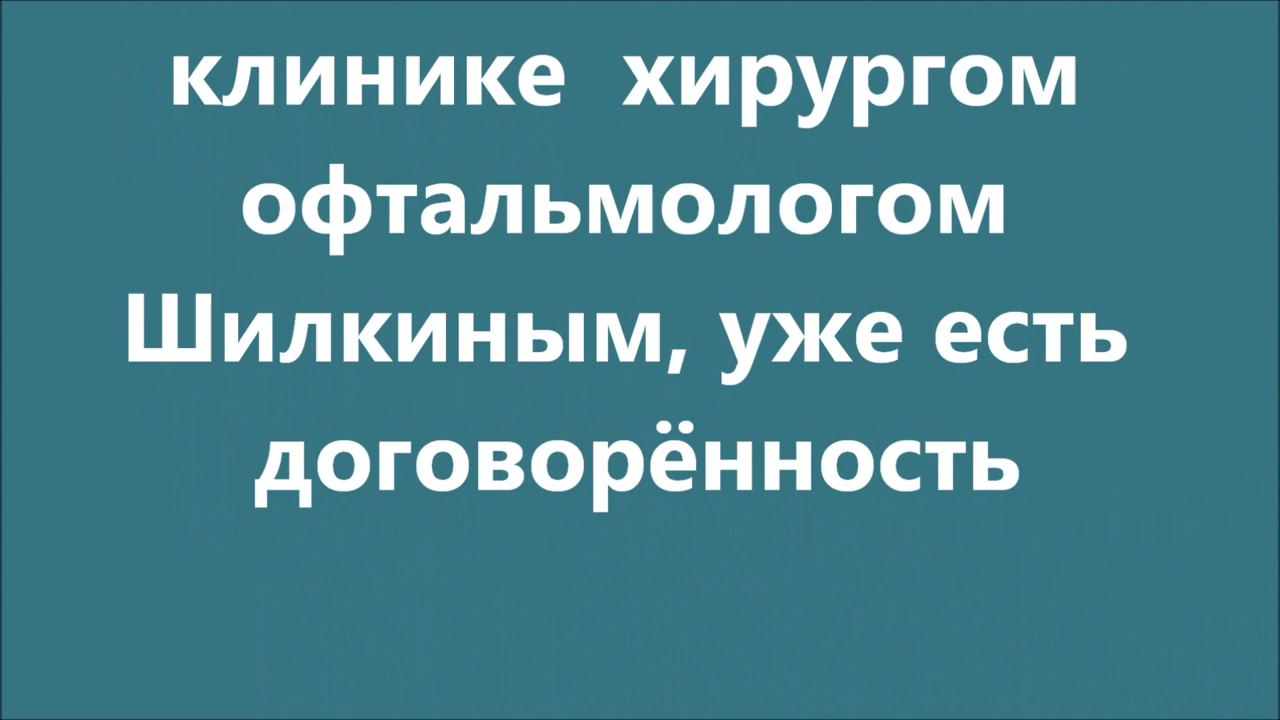 клинике  хирургом
офтальмологом
Шилкиным, уже есть
договорённость